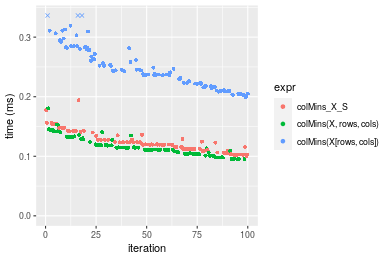 0.3
0.2
0.1
0.0
time (ms)
0
25
50
75
100
iteration
expr
colMins_X_S
colMins(X, rows, cols)
colMins(X[rows, cols])